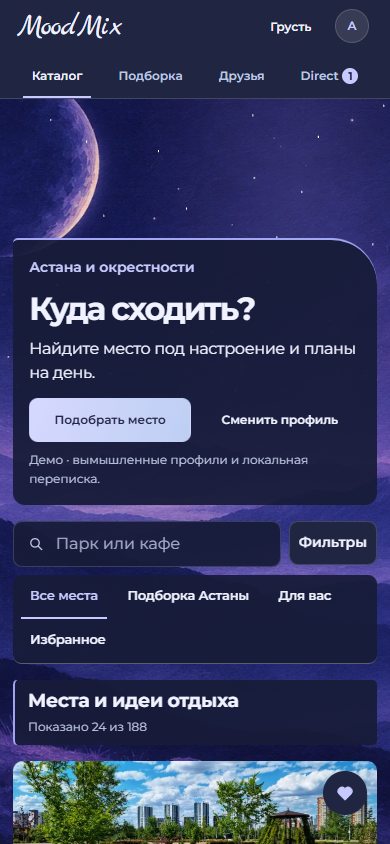 MoodMix
Грусть
A
Каталог
Подборка
Друзья
Direct 1
Астана и окрестности
Куда сходить?
Найдите место под настроение и планы
на день.
Подобрать место
Сменить профиль
Демо · вымышленные профили и локальная
переписка.
Парк или кафе
Фильтры
Все места
Подборка Астаны
Для вас
Избранное
Места и идеи отдыха
Показано 24 из 188